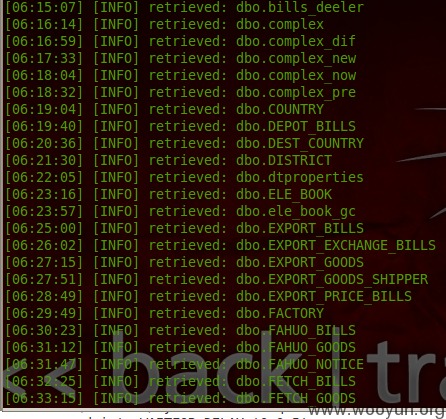 [06:15:07] [INFO] retrieved: dbo.bills_deeler
[06:16:14] [INFO] retrieved: dbo.complex
[06:16:59] [INFO] retrieved: dbo.complex_dif
[06:17:33] [INFO] retrieved: dbo.complex_new
[06:18:04] [INFO] retrieved: dbo.complex_now
[06:18:32] [INFO] retrieved: dbo.complex_pre
[06:19:04] [INFO] retrieved: dbo.COUNTRY
[06:19:40] [INFO] retrieved: dbo.DEPOT_BILLS
[06:20:36] [INFO] retrieved: dbo.DEST_COUNTRY
[06:21:30] [INFO] retrieved: dbo.DISTRICT
[06:22:05] [INFO] retrieved: dbo.dtproperties
[06:23:16] [INFO] retrieved: dbo.ELE_BOOK
[06:23:57] [INFO] retrieved: dbo.ele_book_gc
[06:25:00] [INFO] retrieved: dbo.EXPORT_BILLS
[06:26:02] [INFO] retrieved: dbo.EXPORT_EXCHANGE_BILLS
[06:27:15] [INFO] retrieved: dbo.EXPORT_GOODS
[06:27:51] [INFO] retrieved: dbo.EXPORT_GOODS_SHIPPER
[06:28:49] [INFO] retrieved: dbo.EXPORT_PRICE_BILLS
[06:29:49] [INFO] retrieved: dbo.FACTORY
[06:30:23] [INFO] retrieved: dbo.FAHUO_BILLS
[06:31:12] [INFO] retrieved: dbo.FAHUO_GOODS
[06:31:47] [INFO] retrieved: dbo.FAHUO_NOTICE
<< back | tra
[06:32:25] [INFO] retrieved: dbo.FETCH_BILLS
[06:33:15] [INFO] retrieved: dbo.FETCH_GOODS
www.wooyun.org